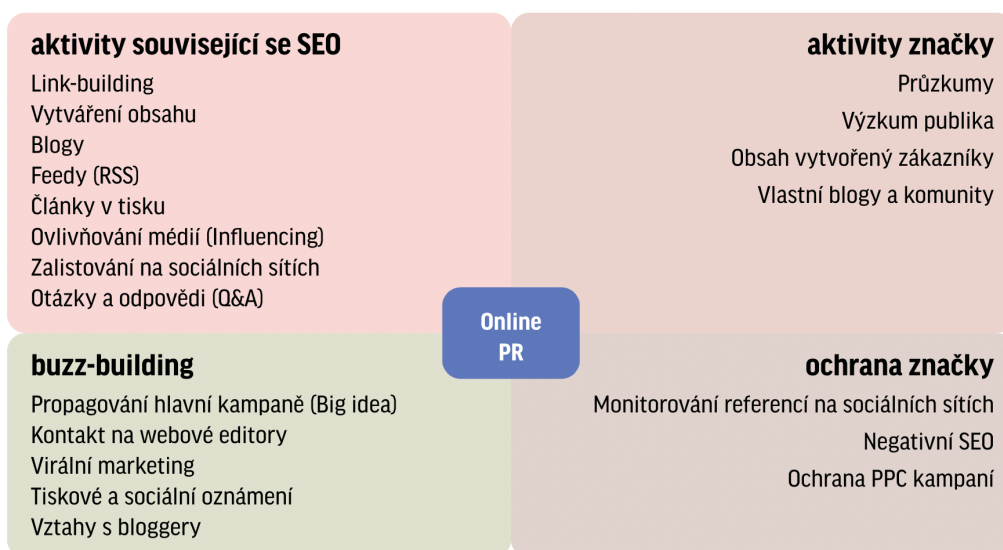 aktivity související se SEO
Link-building
Vytváření obsahu
Blogy
Feedy (RSS)
Články v tisku
Ovlivňování médií (Influencing)
Zalistování na sociálních sítích
Otázky a odpovědi (Q&A)
aktivity značky
Průzkumy
Výzkum publika
Obsah vytvořený zákazníky
Vlastní blogy a komunity
Online
PR
buzz-building
Propagování hlavní kampaně (Big idea)
Kontakt na webové editory
Virální marketing
Tiskové a sociální oznámení
Vztahy s bloggery
ochrana značky
Monitorování referencí na sociálních sítích
Negativní SEO
Ochrana PPC kampaní